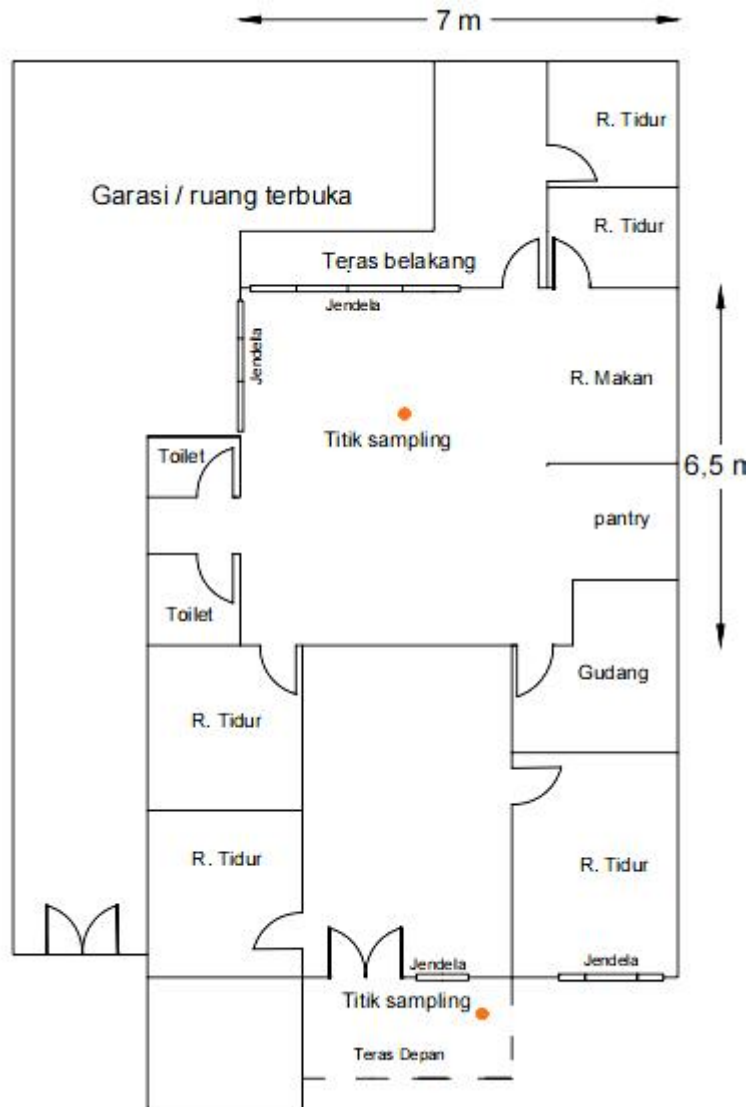 7 m
R. Tidur
Garasi / ruang terbuka
R. Tidur
Teras belakang
Jendela
Jendela
R. Makan
Titik sampling
Toilet
6,5 m
pantry
Toilet
Gudang
R. Tidur
R. Tidur
R. Tidur
Jendela
Jendela
Titik sampling
Teras Depan